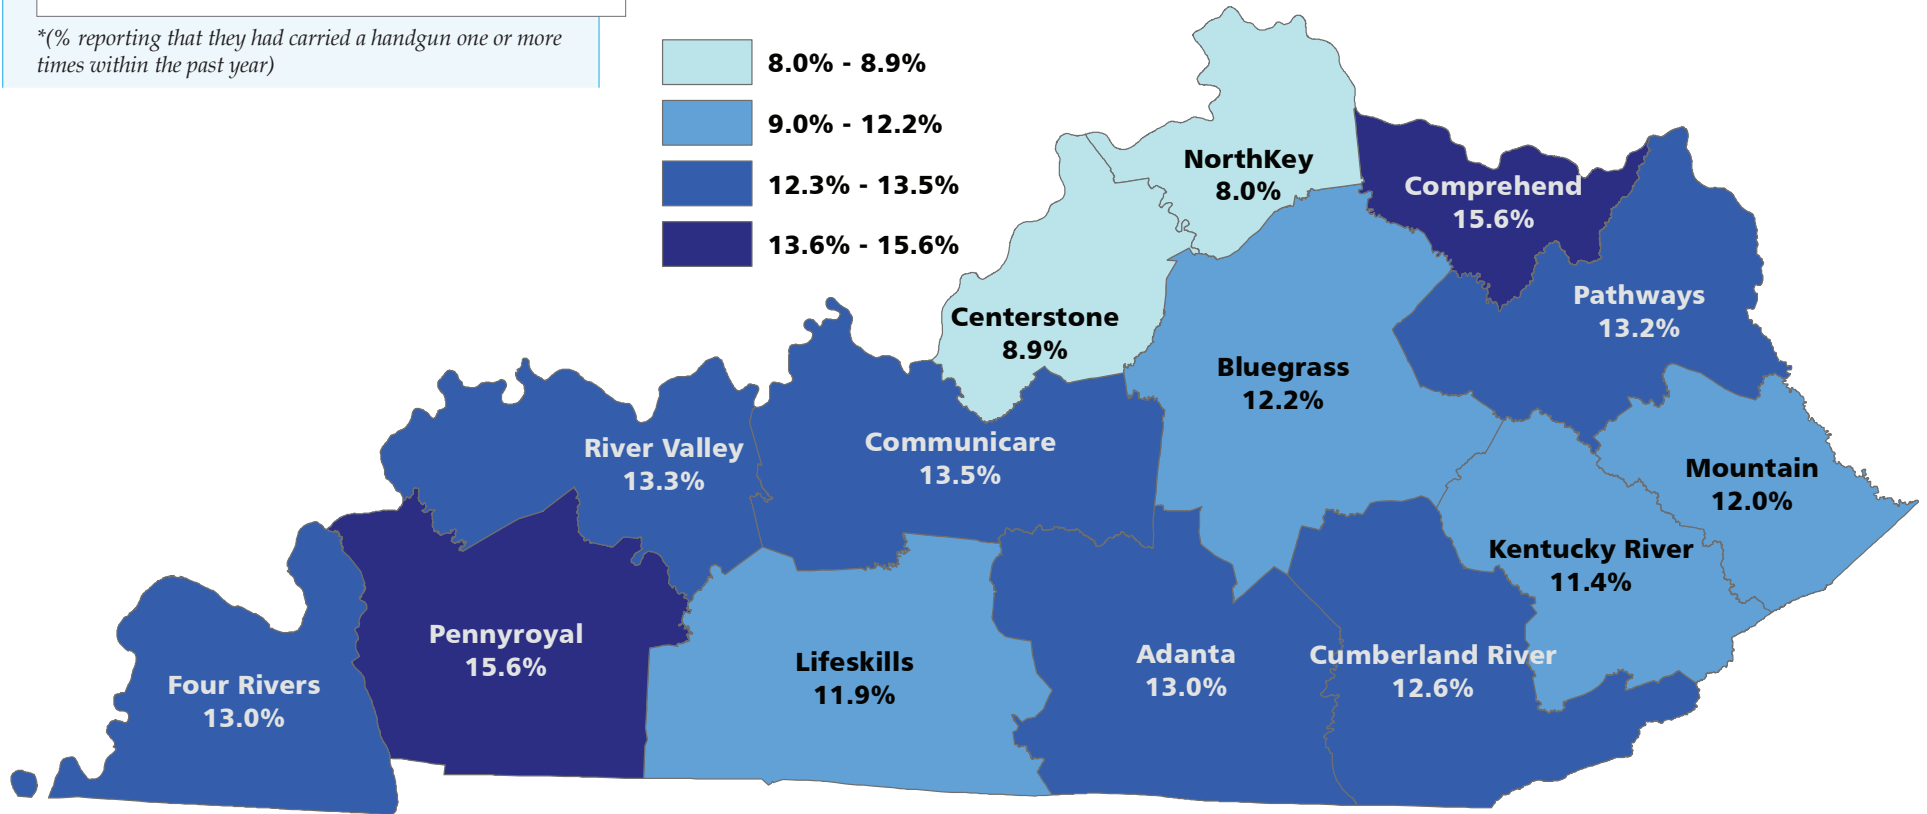 *(% reporting that they had carried a handgun one or more
times within the past year)
8.0% - 8.9%
9.0% - 12.2%
12.3% - 13.5%
13.6% - 15.6%
NorthKey
8.0%
Comprehend
15.6%
Pathways
13.2%
Centerstone
8.9%
Bluegrass
12.2%
River Valley
13.3%
Communicare
13.5%
Mountain
12.0%
Kentucky River
11.4%
Pennyroyal
15.6%
Lifeskills
11.9%
Adanta
13.0%
Cumberland River
12.6%
Four Rivers
13.0%